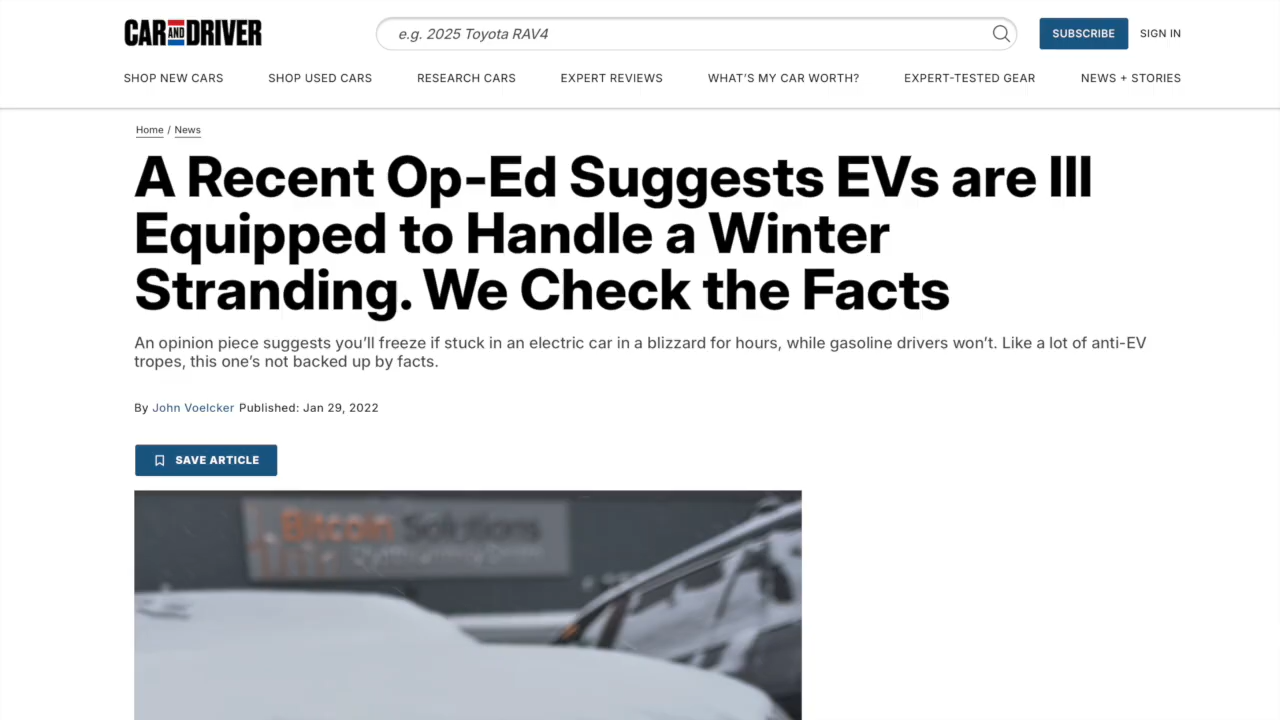 CAR AND DRIVER
e.g. 2025 Toyota RAV4
SUBSCRIBE
SIGN IN
SHOP NEW CARS
SHOP USED CARS
RESEARCH CARS
EXPERT REVIEWS
WHAT'S MY CAR WORTH?
EXPERT-TESTED GEAR
NEWS + STORIES
Home / News
A Recent Op-Ed Suggests EVs are Ill
Equipped to Handle a Winter
Stranding. We Check the Facts
An opinion piece suggests you'll freeze if stuck in an electric car in a blizzard for hours, while gasoline drivers won't. Like a lot of anti-EV
tropes, this one's not backed up by facts.
By John Voelcker Published: Jan 29, 2022
SAVE ARTICLE
Bitcoin Solutions